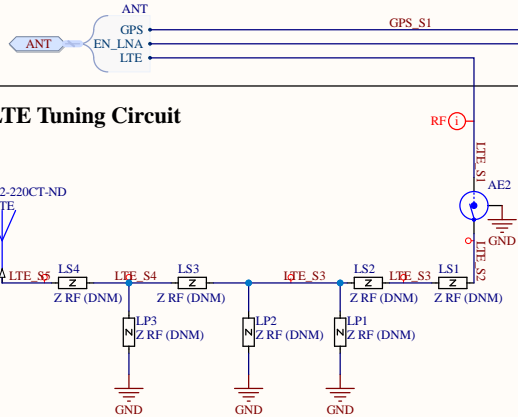 ANT
GPS
GPS_S1
ANT
EN_LNA
LTE
LTE Tuning Circuit
RF i
LTE_S1
2-220CT-ND
TE
AE2
GND
LTE_S2
LTE_S5
LS4
LTE_S4
LS3
LTE_S3
LS2
LTE_S3
LS1
Z RF (DNM)
Z RF (DNM)
Z RF (DNM)
Z RF (DNM)
LP3
Z RF (DNM)
LP2
Z RF (DNM)
LP1
Z RF (DNM)
GND
GND
GND